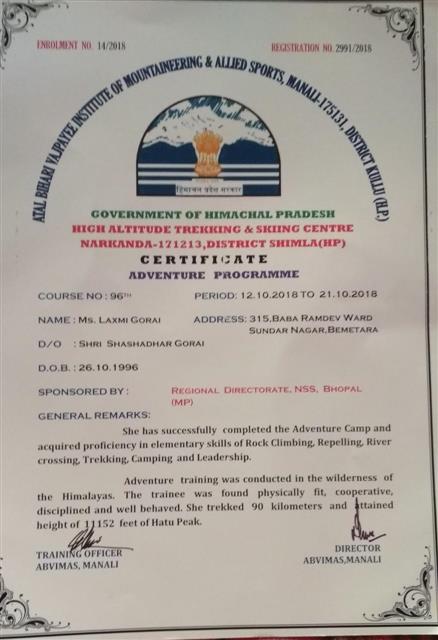 ENROLMENT NO. 14/2018
REGISTRATION NO. 2991/2018
ATAL BIHARI VAJPAYEE INSTITUTE OF MOUNTAINEERING & ALLIED SPORTS, MANALI-175131, DISTRICT KULLU (H.P.)
हिमाचल प्रदेश सरकार
GOVERNMENT OF HIMACHAL PRADESH
HIGH ALTITUDE TREKKING & SKIING CENTRE
NARKANDA-171213,DISTRICT SHIMLA(HP)
CERTIFICATE
ADVENTURE PROGRAMME
COURSE NO : 96TH PERIOD: 12.10.2018 TO 21.10.2018
NAME : MS. LAXMI GORAI ADDRESS: 315,BABA RAMDEV WARD
SUNDAR NAGAR,BEMETARA
D/O : SHRI SHASHADHAR GORAI
D.O.B. : 26.10.1996
SPONSORED BY : REGIONAL DIRECTORATE, NSS, BHOPAL
(MP)
GENERAL REMARKS:
She has successfully completed the Adventure Camp and
acquired proficiency in elementary skills of Rock Climbing, Repelling, River
crossing, Trekking, Camping and Leadership.
Adventure training was conducted in the wilderness of
the Himalayas. The trainee was found physically fit, cooperative,
disciplined and well behaved. She trekked 90 kilometers and attained
height of 11152 feet of Hatu Peak.
TRAINING OFFICER
ABVIMAS, MANALI
DIRECTOR
ABVIMAS,MANALI